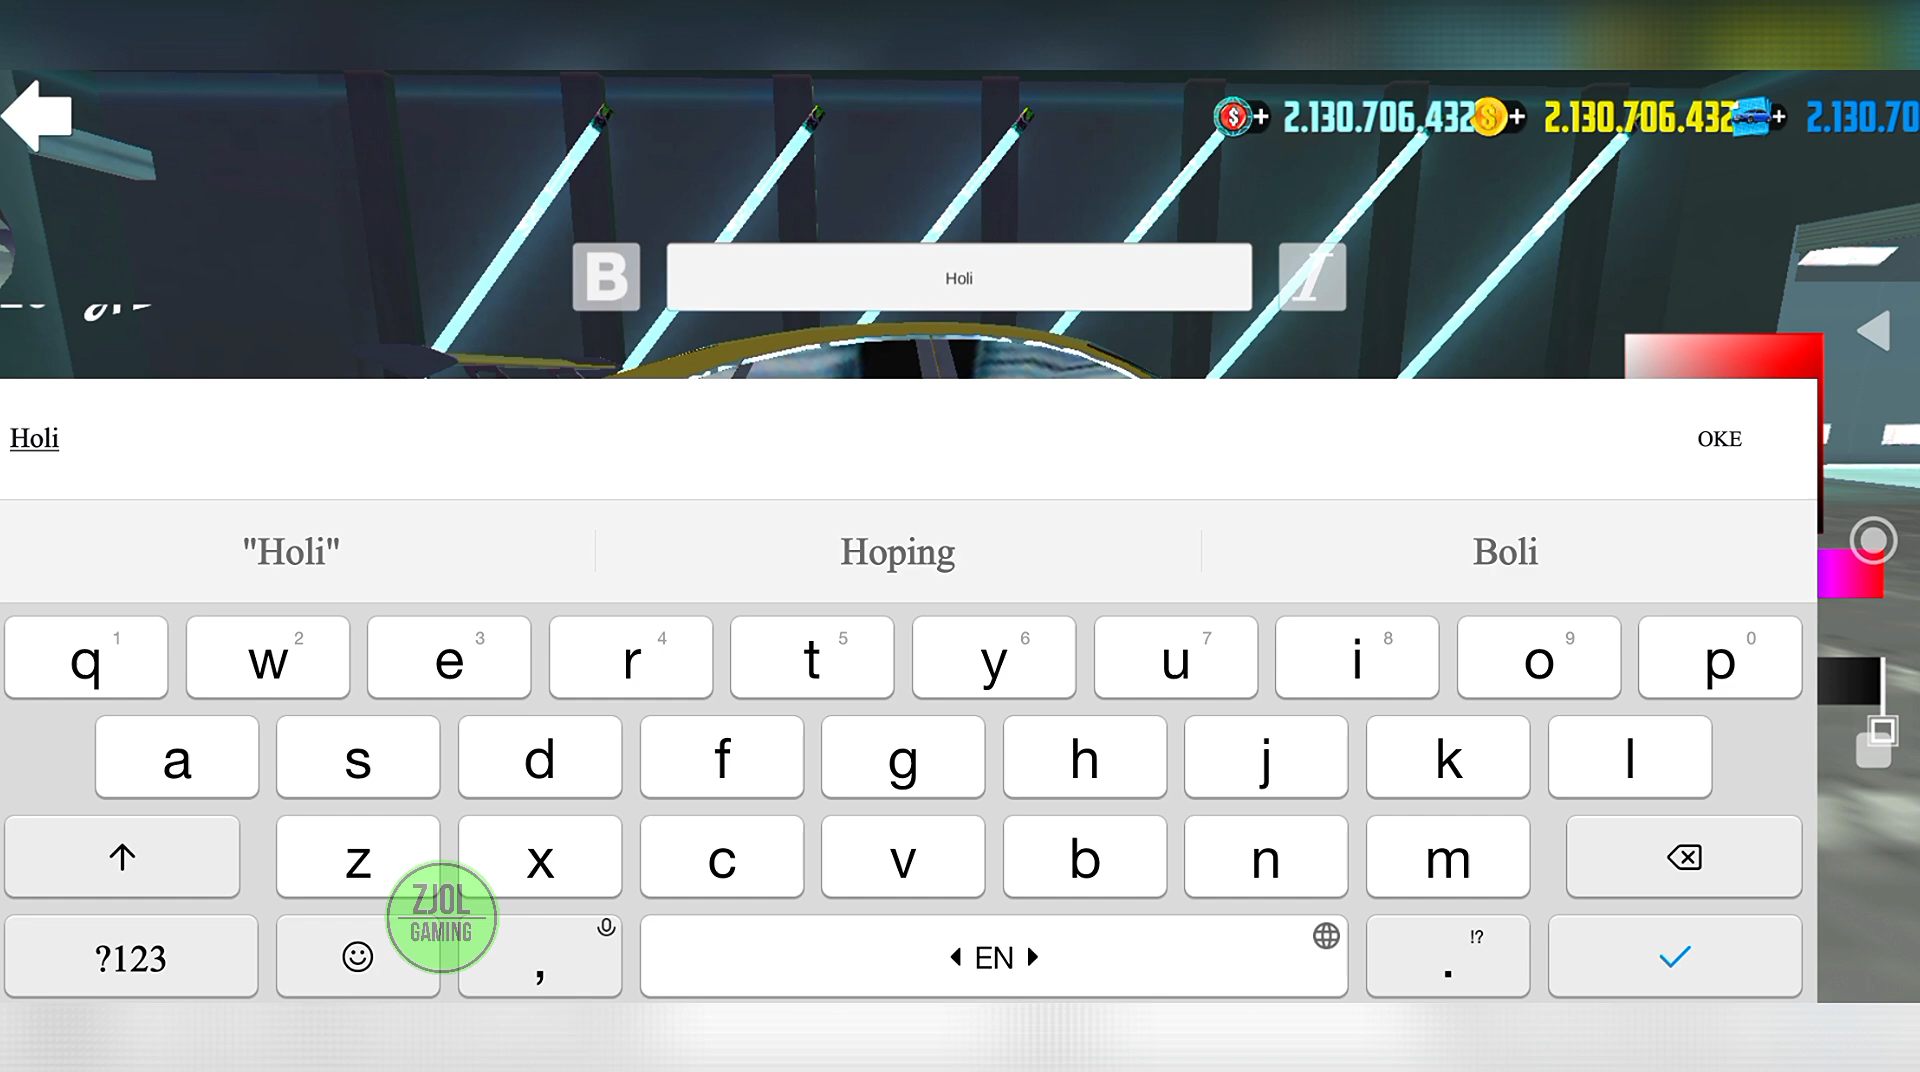 2.130.706.432 2.130.706.432 2.130.70
B Holi I
Holi OKE
"Holi" Hoping Boli
q 1 w 2 e 3 r 4 t 5 y 6 u 7 i 8 o 9 p 0
a s d f g h j k l
z x c v b n m
ZJOL
GAMING
?123 , EN . !?